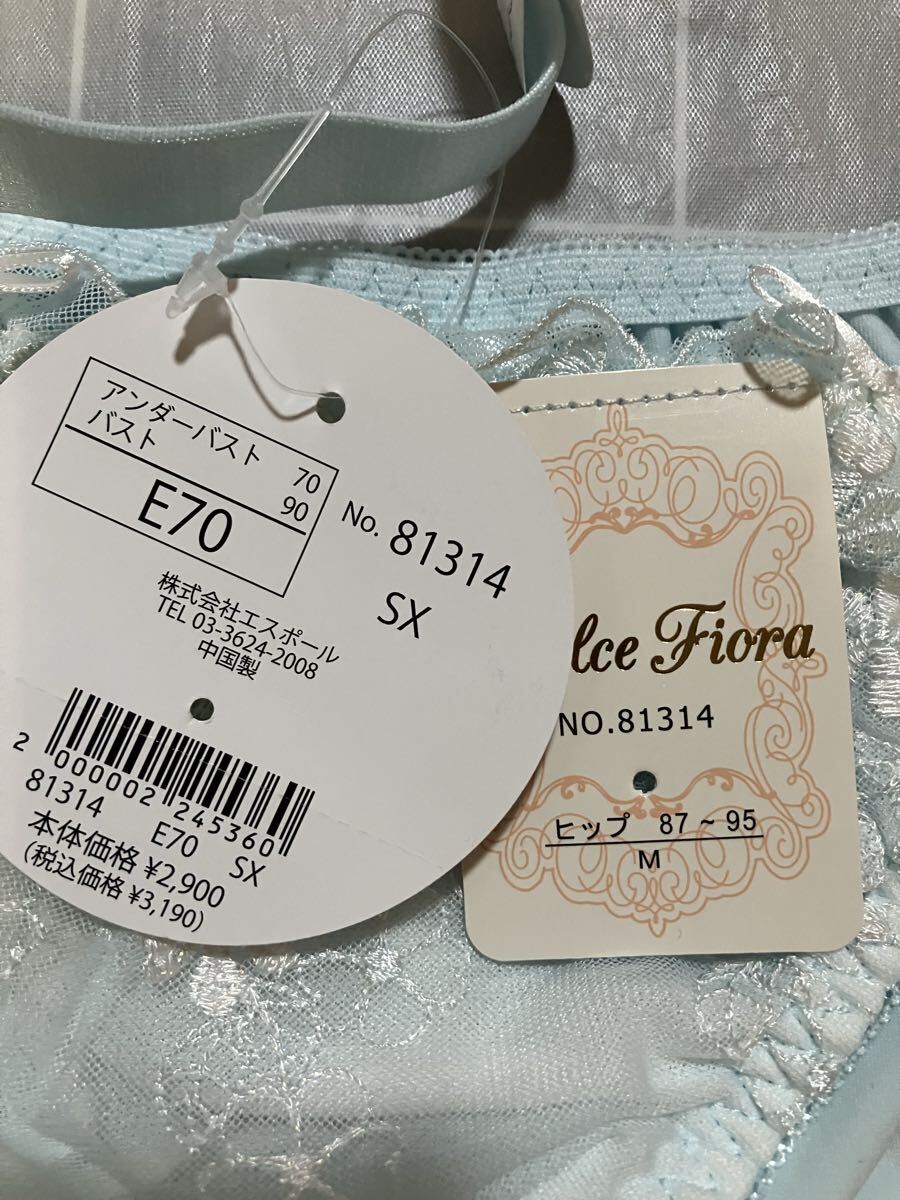 アンダーバスト 70
バスト 90
E70
No. 81314
SX
株式会社エスポール
TEL 03-3624-2008
中国製
2 000002 245360
81314 E70 SX
本体価格 ¥2,900
(税込価格 ¥3,190)
lce Fiora
NO.81314
ヒップ 87~95
M